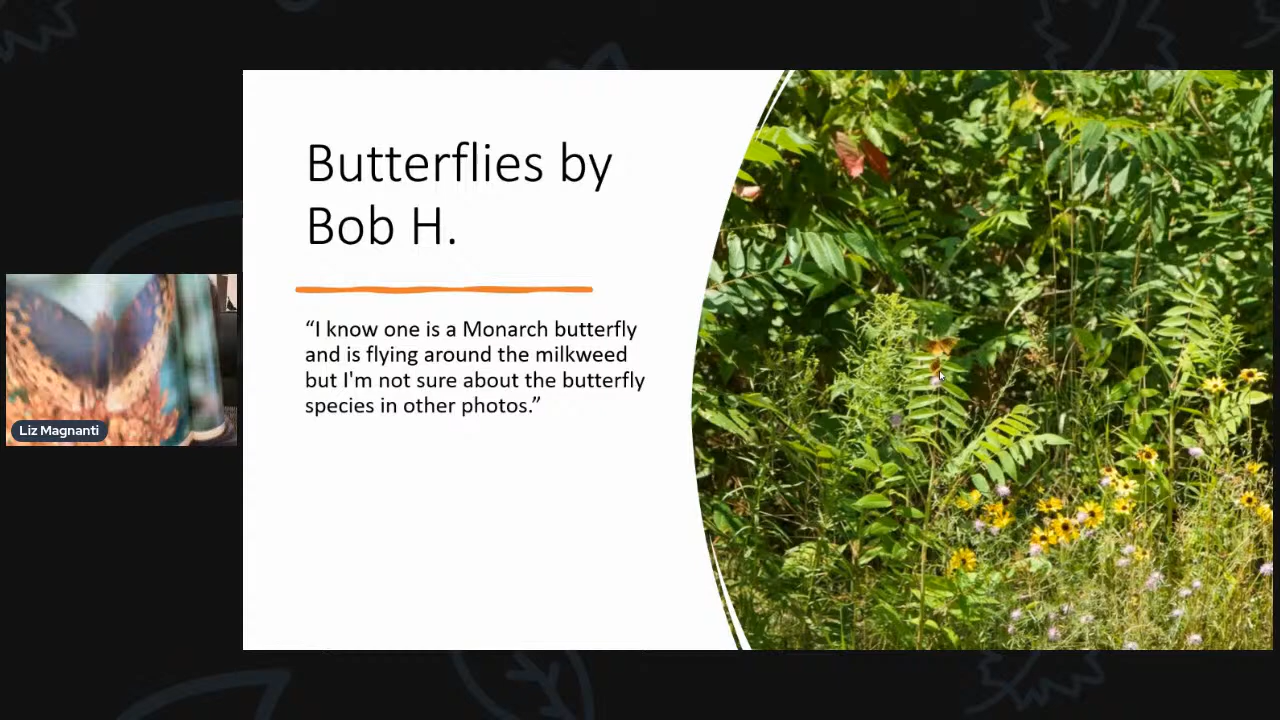 Butterflies by
Bob H.
“I know one is a Monarch butterfly
and is flying around the milkweed
but I'm not sure about the butterfly
species in other photos.”
Liz Magnanti